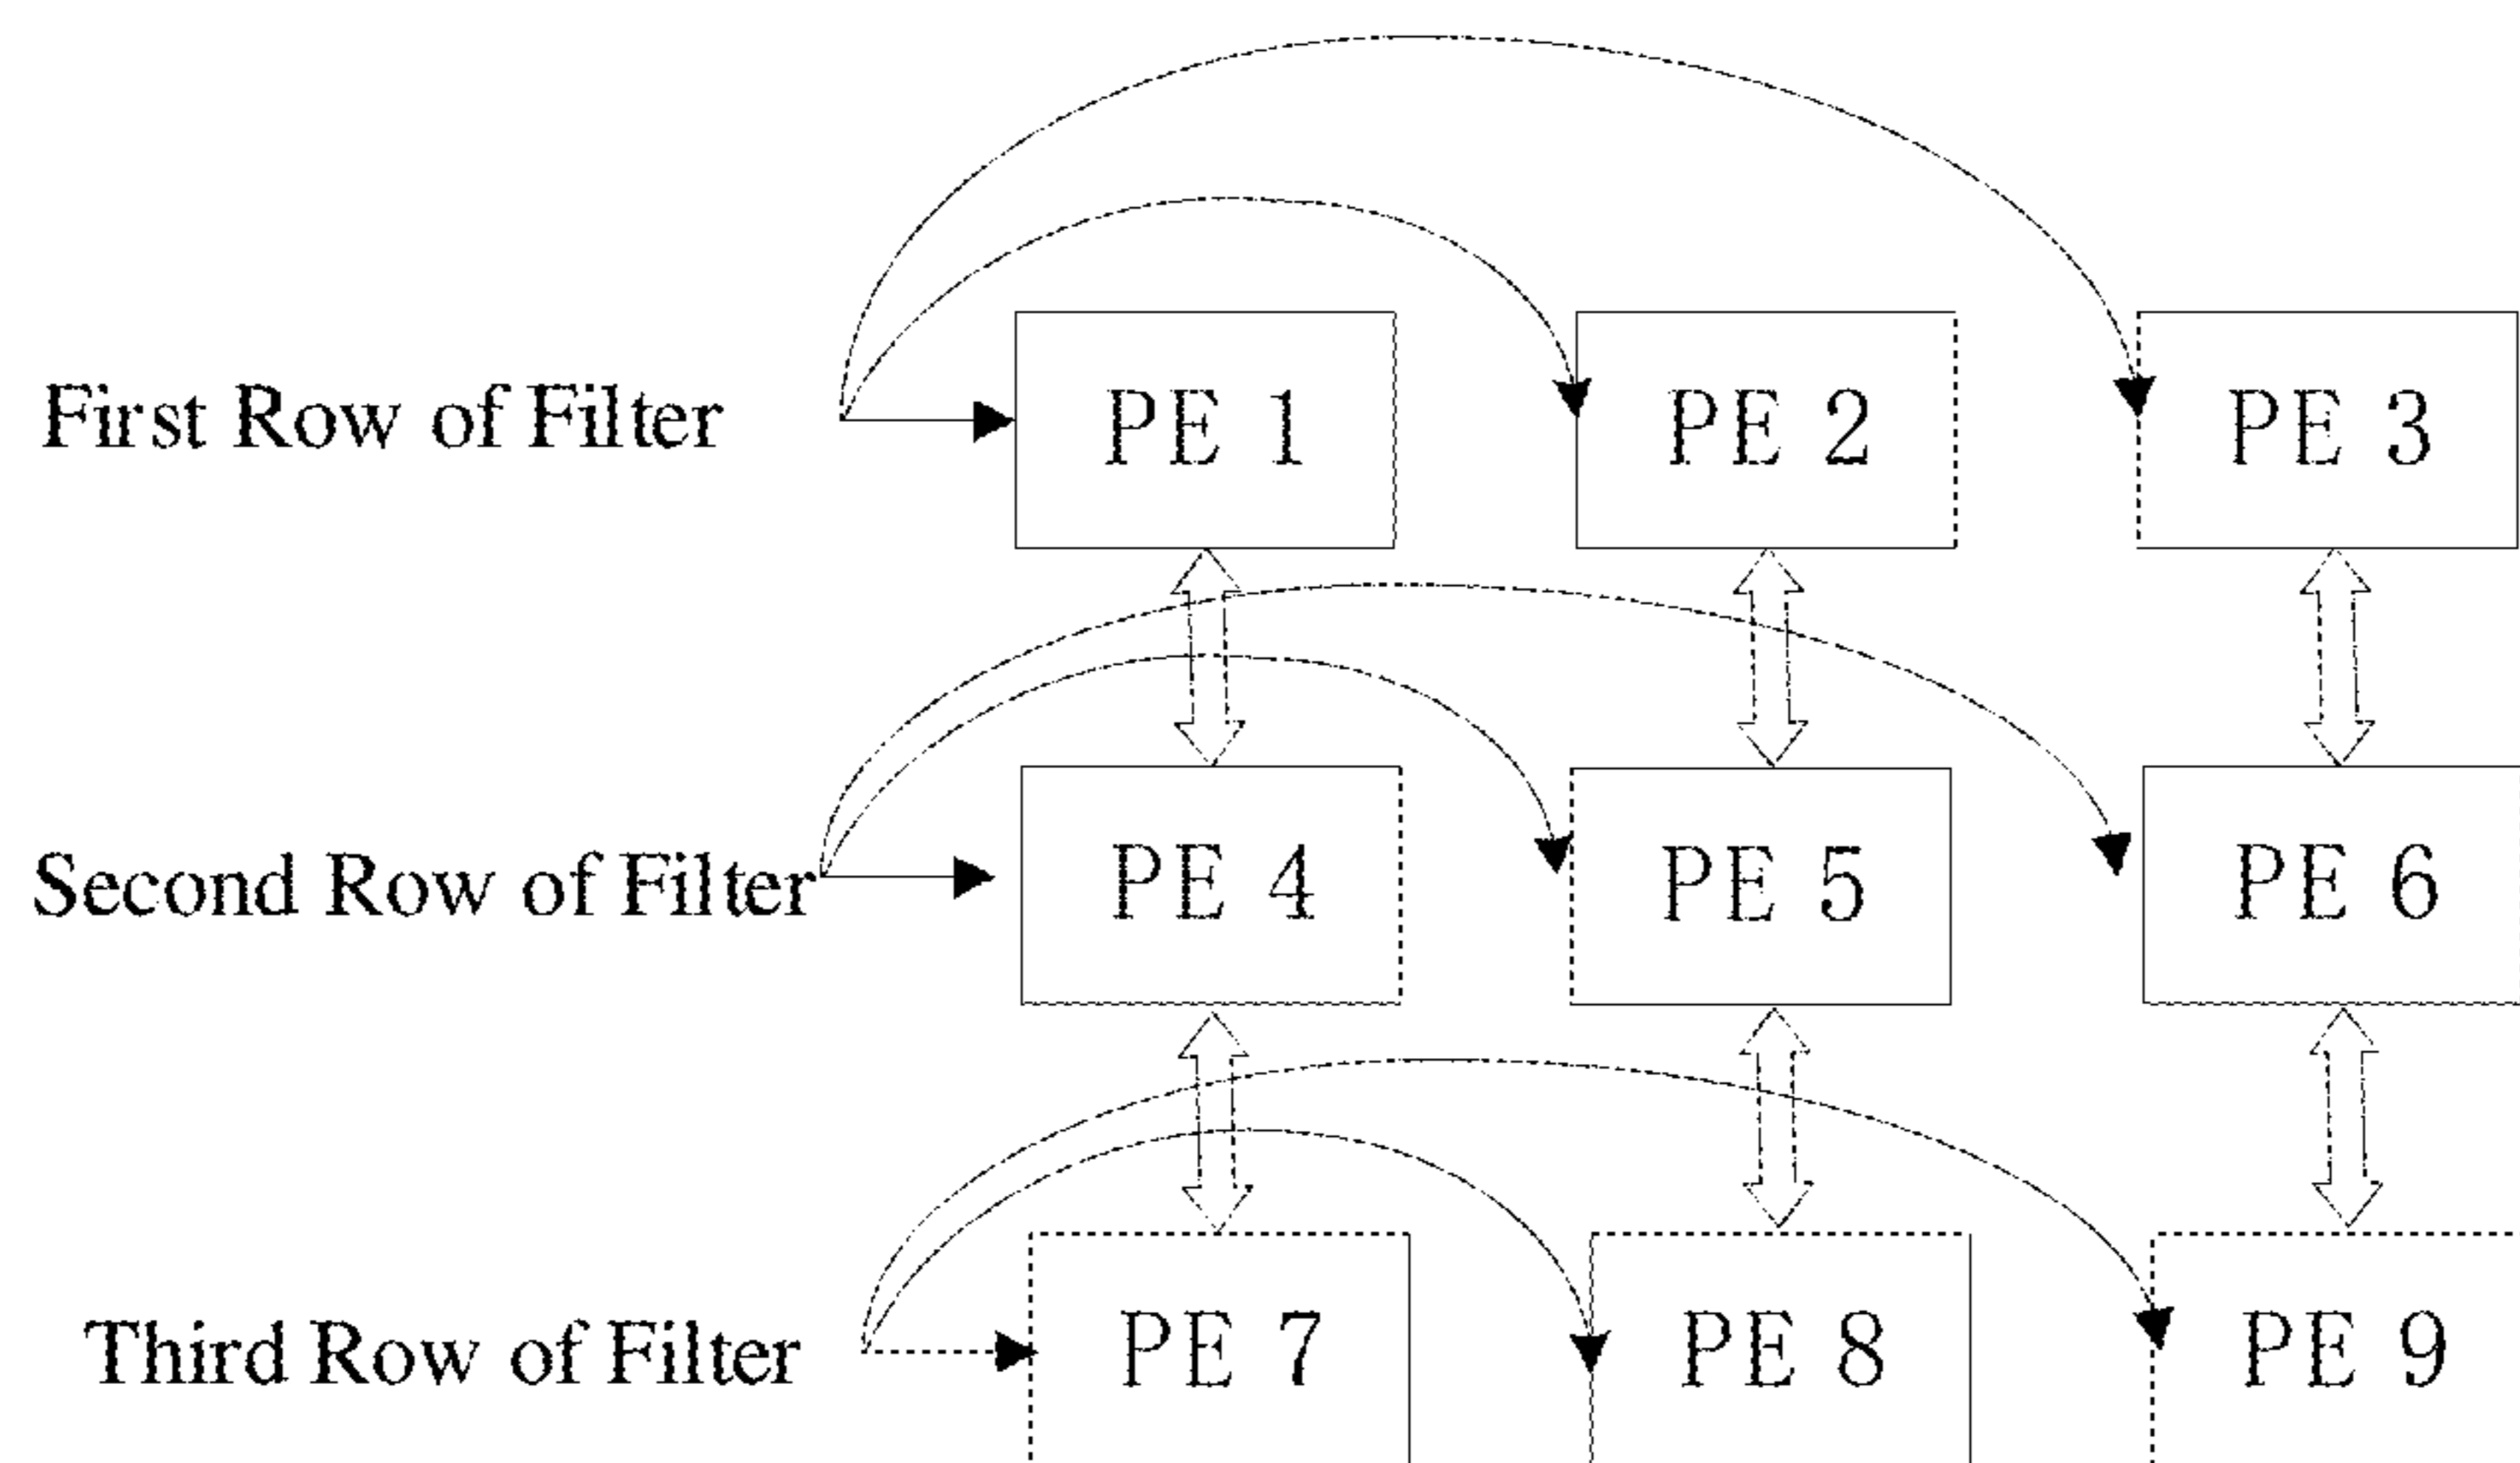 First Row of Filter PE 1 PE 2 PE 3
Second Row of Filter PE 4 PE 5 PE 6
Third Row of Filter PE 7 PE 8 PE 9